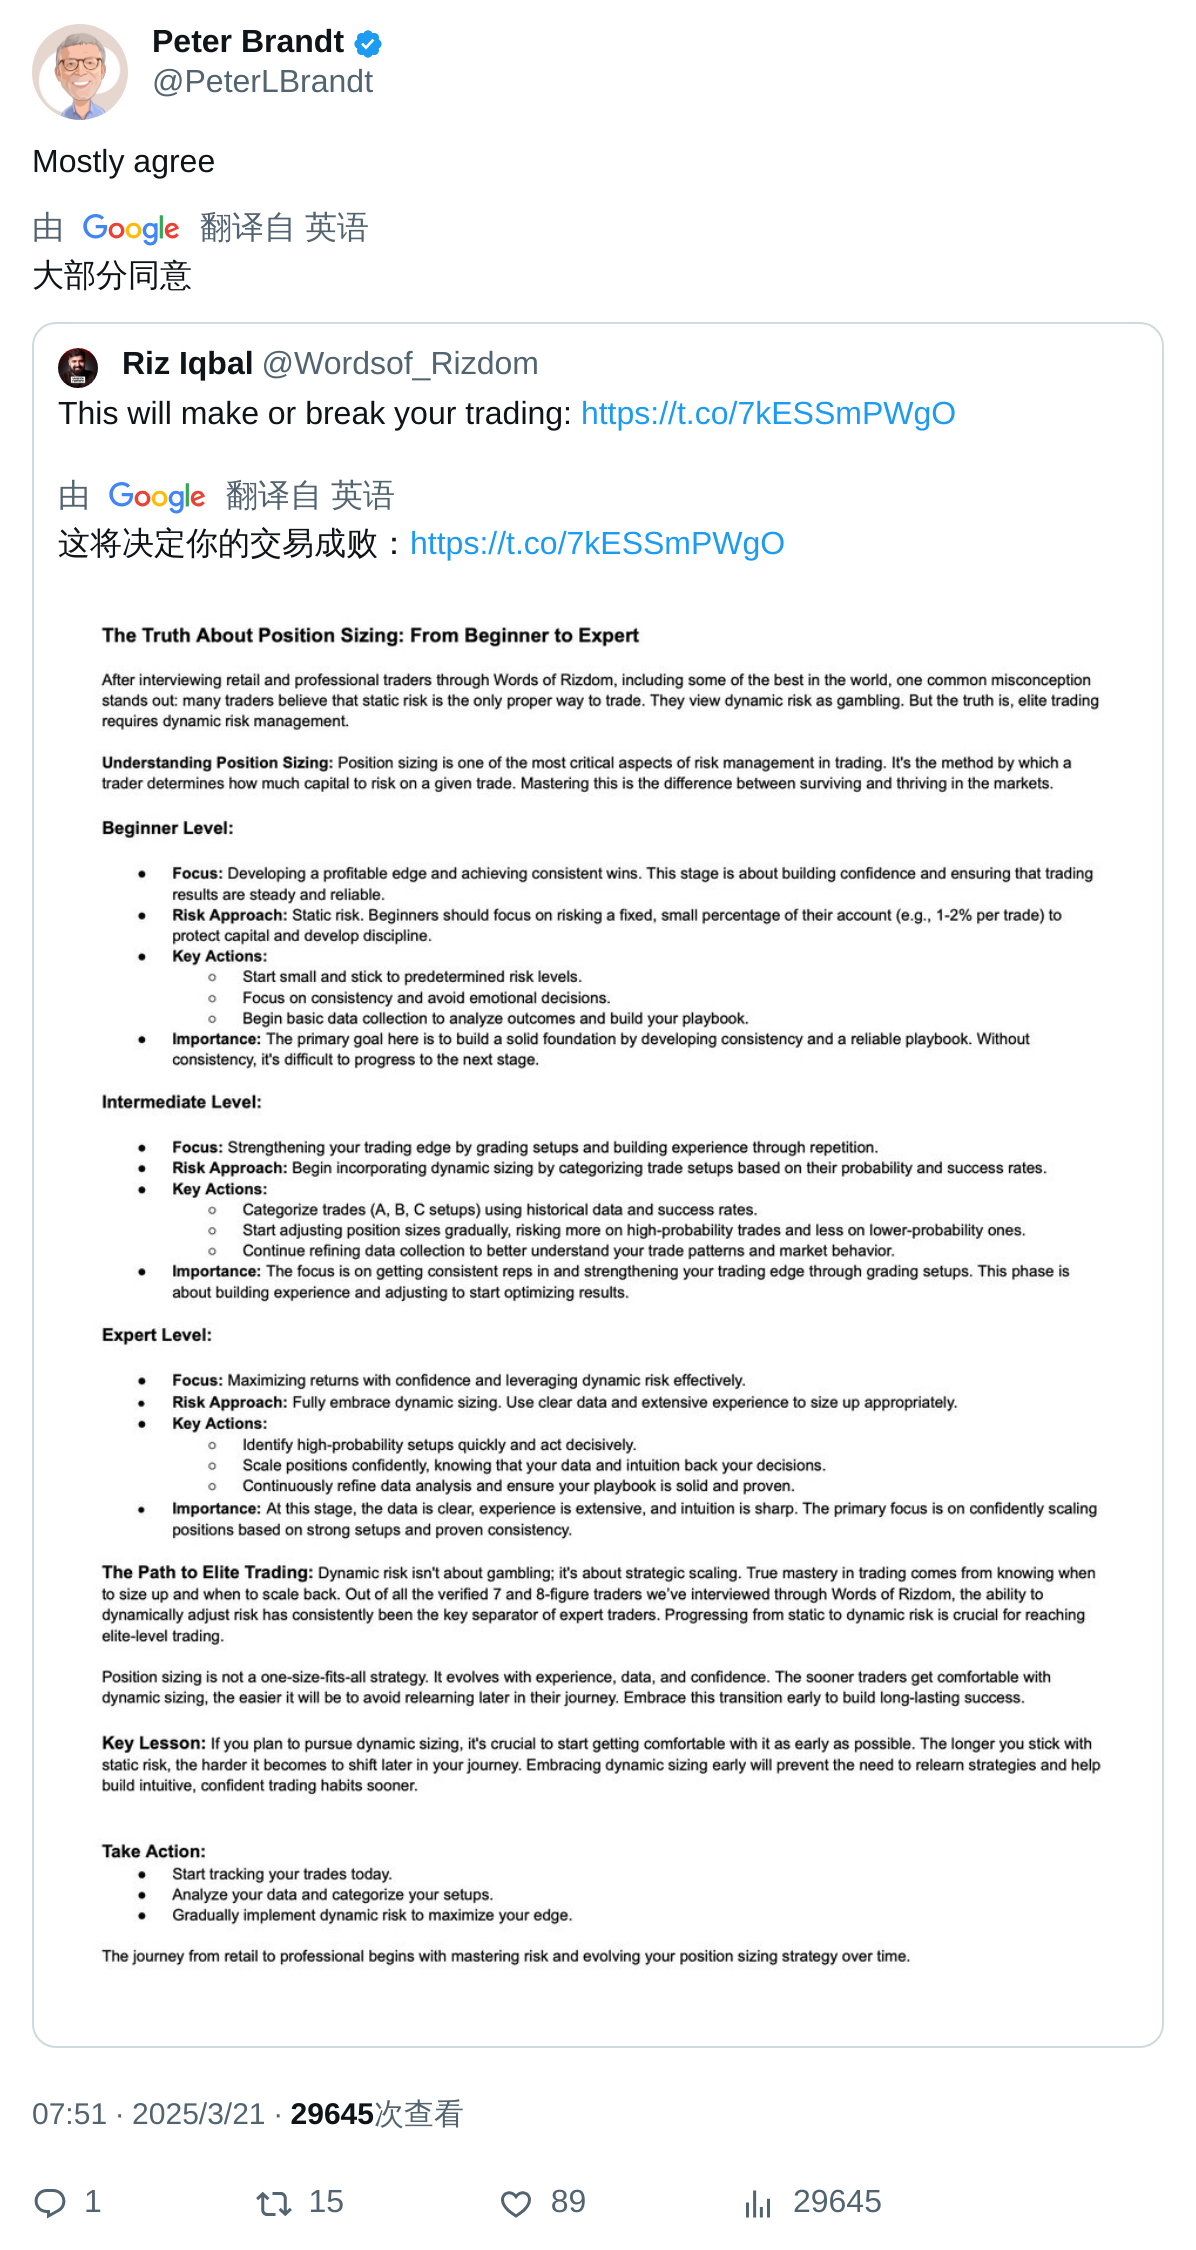 Peter Brandt
@PeterLBrandt
Mostly agree
由 Google 翻译自 英语
大部分同意
Riz Iqbal @Wordsof_Rizdom
This will make or break your trading: https://t.co/7kESSmPWgO
由 Google 翻译自 英语
这将决定你的交易成败：https://t.co/7kESSmPWgO
The Truth About Position Sizing: From Beginner to Expert
After interviewing retail and professional traders through Words of Rizdom, including some of the best in the world, one common misconception
stands out: many traders believe that static risk is the only proper way to trade. They view dynamic risk as gambling. But the truth is, elite trading
requires dynamic risk management.
Understanding Position Sizing: Position sizing is one of the most critical aspects of risk management in trading. It's the method by which a
trader determines how much capital to risk on a given trade. Mastering this is the difference between surviving and thriving in the markets.
Beginner Level:
● Focus: Developing a profitable edge and achieving consistent wins. This stage is about building confidence and ensuring that trading
results are steady and reliable.
● Risk Approach: Static risk. Beginners should focus on risking a fixed, small percentage of their account (e.g., 1-2% per trade) to
protect capital and develop discipline.
● Key Actions:
○ Start small and stick to predetermined risk levels.
○ Focus on consistency and avoid emotional decisions.
○ Begin basic data collection to analyze outcomes and build your playbook.
● Importance: The primary goal here is to build a solid foundation by developing consistency and a reliable playbook. Without
consistency, it's difficult to progress to the next stage.
Intermediate Level:
● Focus: Strengthening your trading edge by grading setups and building experience through repetition.
● Risk Approach: Begin incorporating dynamic sizing by categorizing trade setups based on their probability and success rates.
● Key Actions:
○ Categorize trades (A, B, C setups) using historical data and success rates.
○ Start adjusting position sizes gradually, risking more on high-probability trades and less on lower-probability ones.
○ Continue refining data collection to better understand your trade patterns and market behavior.
● Importance: The focus is on getting consistent reps in and strengthening your trading edge through grading setups. This phase is
about building experience and adjusting to start optimizing results.
Expert Level:
● Focus: Maximizing returns with confidence and leveraging dynamic risk effectively.
● Risk Approach: Fully embrace dynamic sizing. Use clear data and extensive experience to size up appropriately.
● Key Actions:
○ Identify high-probability setups quickly and act decisively.
○ Scale positions confidently, knowing that your data and intuition back your decisions.
○ Continuously refine data analysis and ensure your playbook is solid and proven.
● Importance: At this stage, the data is clear, experience is extensive, and intuition is sharp. The primary focus is on confidently scaling
positions based on strong setups and proven consistency.
The Path to Elite Trading: Dynamic risk isn't about gambling; it's about strategic scaling. True mastery in trading comes from knowing when
to size up and when to scale back. Out of all the verified 7 and 8-figure traders we've interviewed through Words of Rizdom, the ability to
dynamically adjust risk has consistently been the key separator of expert traders. Progressing from static to dynamic risk is crucial for reaching
elite-level trading.
Position sizing is not a one-size-fits-all strategy. It evolves with experience, data, and confidence. The sooner traders get comfortable with
dynamic sizing, the easier it will be to avoid relearning later in their journey. Embrace this transition early to build long-lasting success.
Key Lesson: If you plan to pursue dynamic sizing, it's crucial to start getting comfortable with it as early as possible. The longer you stick with
static risk, the harder it becomes to shift later in your journey. Embracing dynamic sizing early will prevent the need to relearn strategies and help
build intuitive, confident trading habits sooner.
Take Action:
● Start tracking your trades today.
● Analyze your data and categorize your setups.
● Gradually implement dynamic risk to maximize your edge.
The journey from retail to professional begins with mastering risk and evolving your position sizing strategy over time.
07:51 · 2025/3/21 · 29645次查看
1 15 89 29645